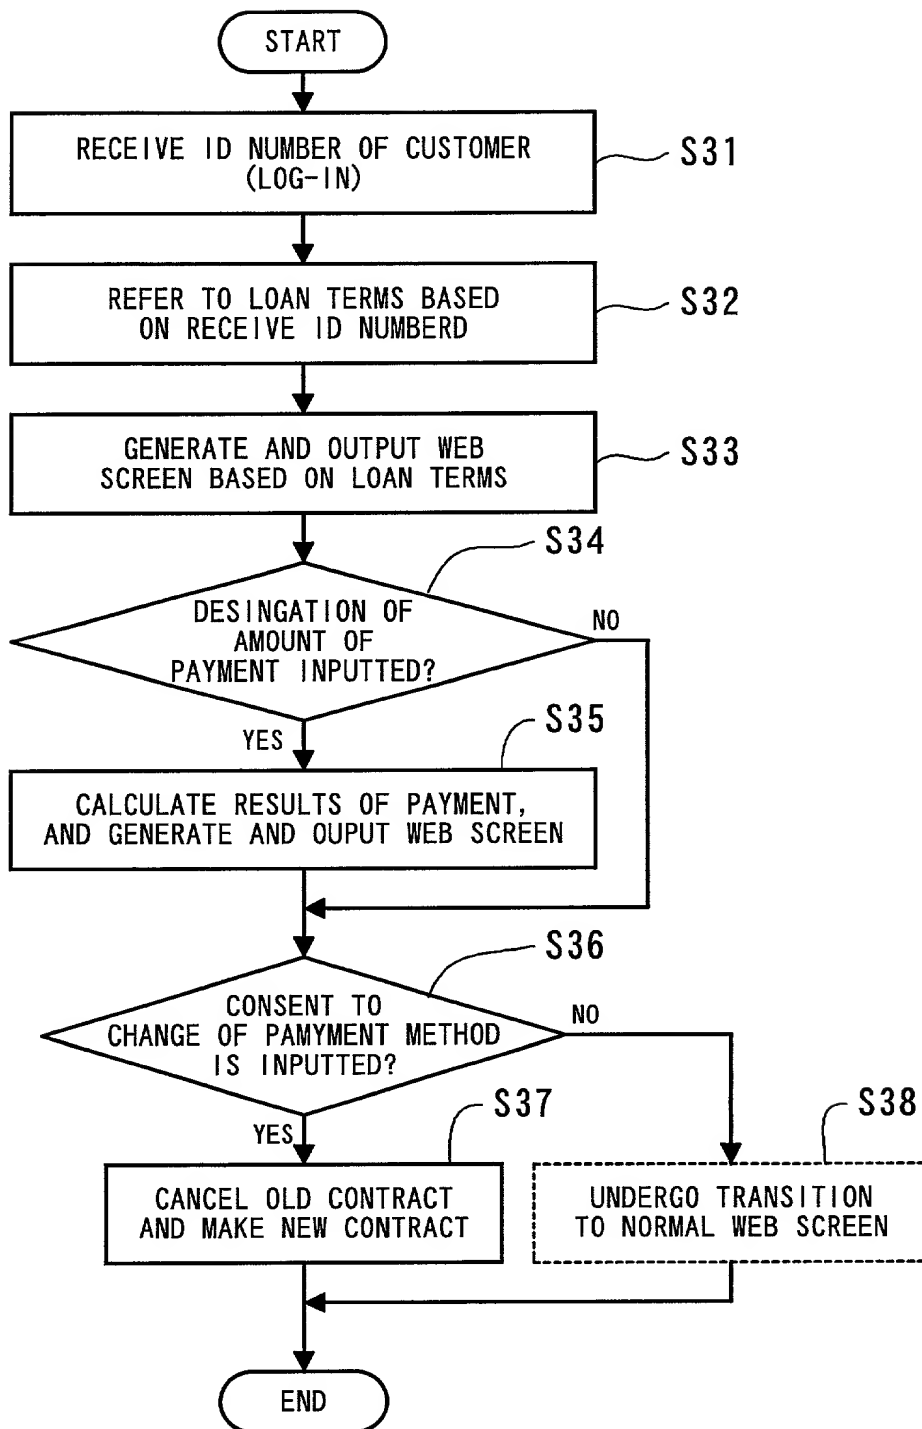 START
RECEIVE ID NUMBER OF CUSTOMER
(LOG-IN)
S31
REFER TO LOAN TERMS BASED
ON RECEIVE ID NUMBERD
S32
GENERATE AND OUTPUT WEB
SCREEN BASED ON LOAN TERMS
S33
S34
DESINGATION OF
AMOUNT OF
PAYMENT INPUTTED?
NO
YES
S35
CALCULATE RESULTS OF PAYMENT,
AND GENERATE AND OUPUT WEB SCREEN
S36
CONSENT TO
CHANGE OF PAMYMENT METHOD
IS INPUTTED?
NO
YES
S37
CANCEL OLD CONTRACT
AND MAKE NEW CONTRACT
S38
UNDERGO TRANSITION
TO NORMAL WEB SCREEN
END